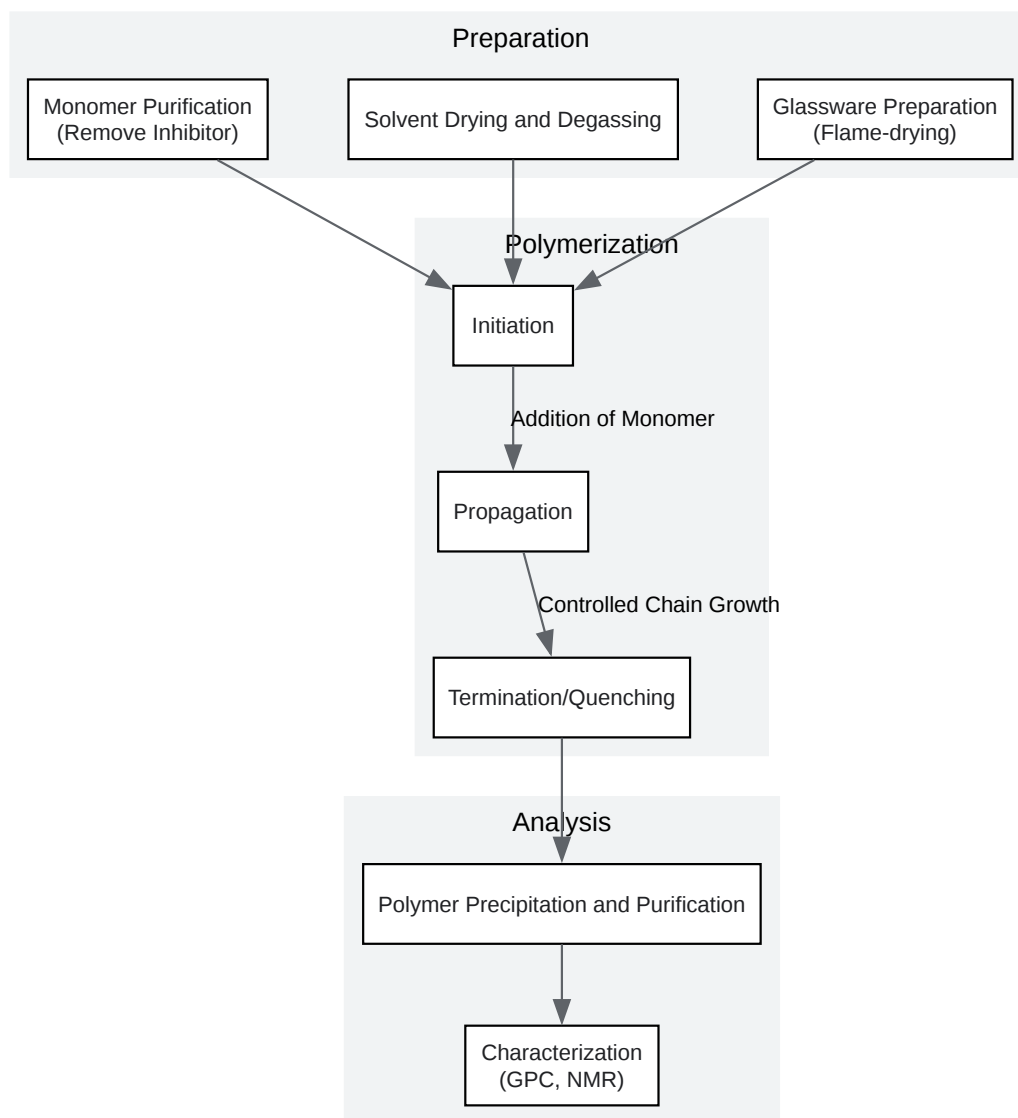 Preparation
Monomer Purification
(Remove Inhibitor)
Solvent Drying and Degassing
Glassware Preparation
(Flame-drying)
Polymerization
Initiation
Addition of Monomer
Propagation
Controlled Chain Growth
Termination/Quenching
Analysis
Polymer Precipitation and Purification
Characterization
(GPC, NMR)